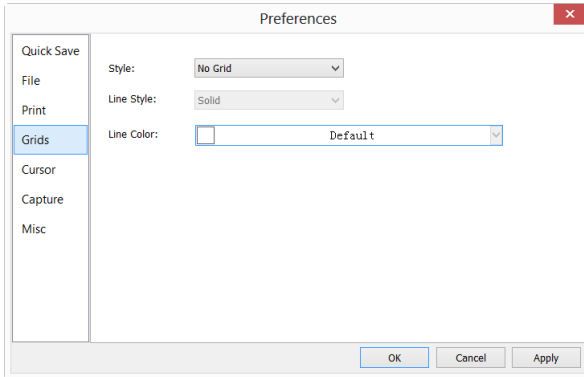 Preferences
Quick Save
File
Print
Grids
Cursor
Capture
Misc
Style: No Grid
Line Style: Solid
Line Color: Default
OK Cancel Apply